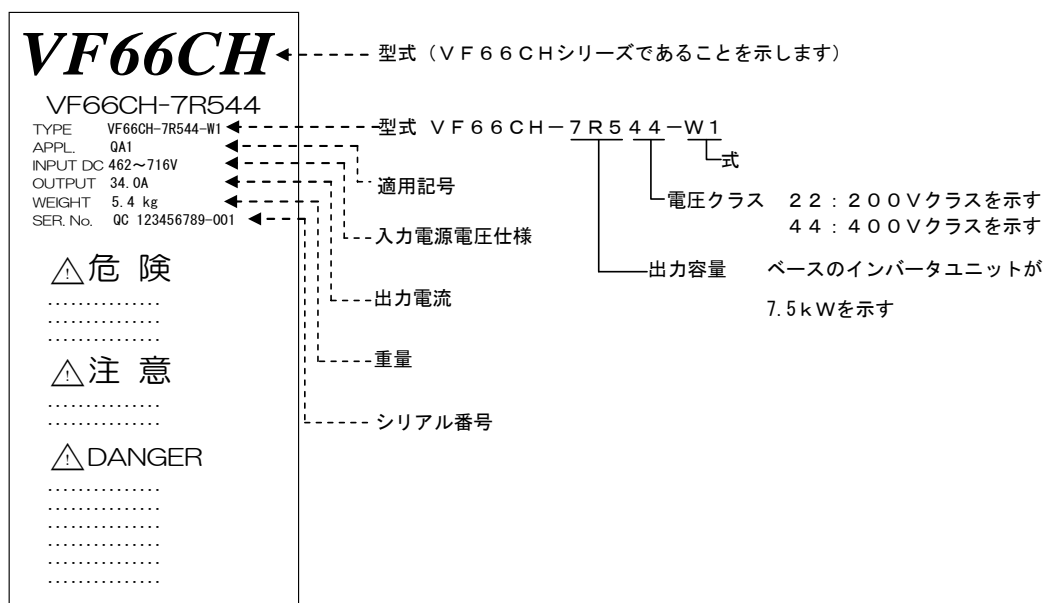 VF66CH
型式（ＶＦ６６ＣＨシリーズであることを示します）
VF66CH-7R544
TYPE VF66CH-7R544-W1
型式 ＶＦ６６ＣＨ－７Ｒ５４４－Ｗ１
式
APPL. QA1
適用記号
INPUT DC 462～716V
入力電源電圧仕様
OUTPUT 34.0A
出力電流
WEIGHT 5.4 kg
重量
SER. No. QC 123456789-001
シリアル番号
電圧クラス ２２：２００Ｖクラスを示す
４４：４００Ｖクラスを示す
出力容量 ベースのインバータユニットが
7.5ｋＷを示す
⚠危 険
...............
...............
...............
⚠注 意
...............
...............
⚠DANGER
...............
...............
...............
...............
...............
...............